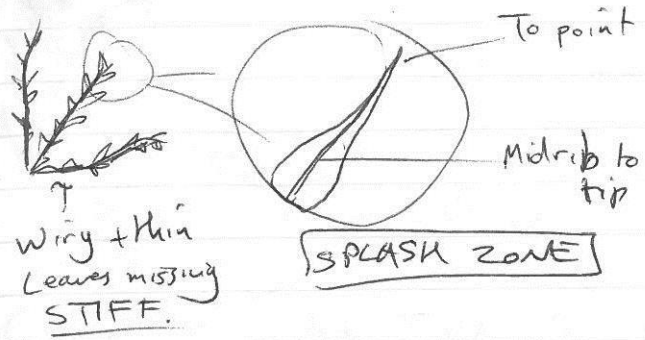 To point
Midrib to
tip
Wiry + thin
Leaves missing
STIFF.
SPLASH ZONE